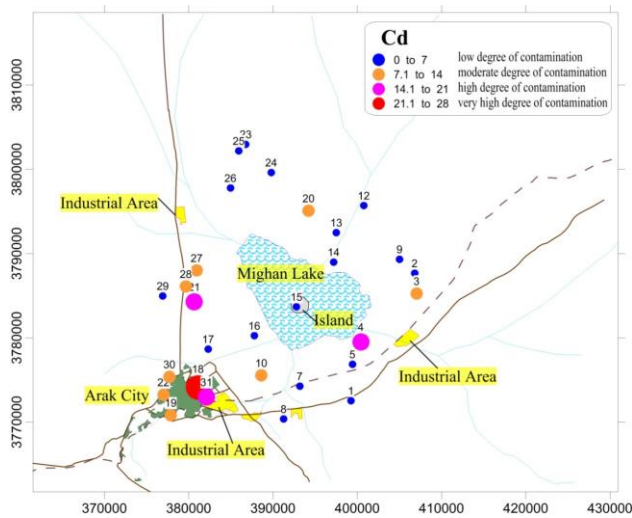 Cd
0 to 7 low degree of contamination
7.1 to 14 moderate degree of contamination
14.1 to 21 high degree of contamination
21.1 to 28 very high degree of contamination
3810000
3800000
3790000
3780000
3770000
23
25
24
26
20
12
Industrial Area
13
27
14
9
2
28
Mighan Lake
3
29
21
15
Island
4
16
17
5
Industrial Area
30
18
10
Arak City
22
31
7
1
19
8
Industrial Area
370000 380000 390000 400000 410000 420000 430000